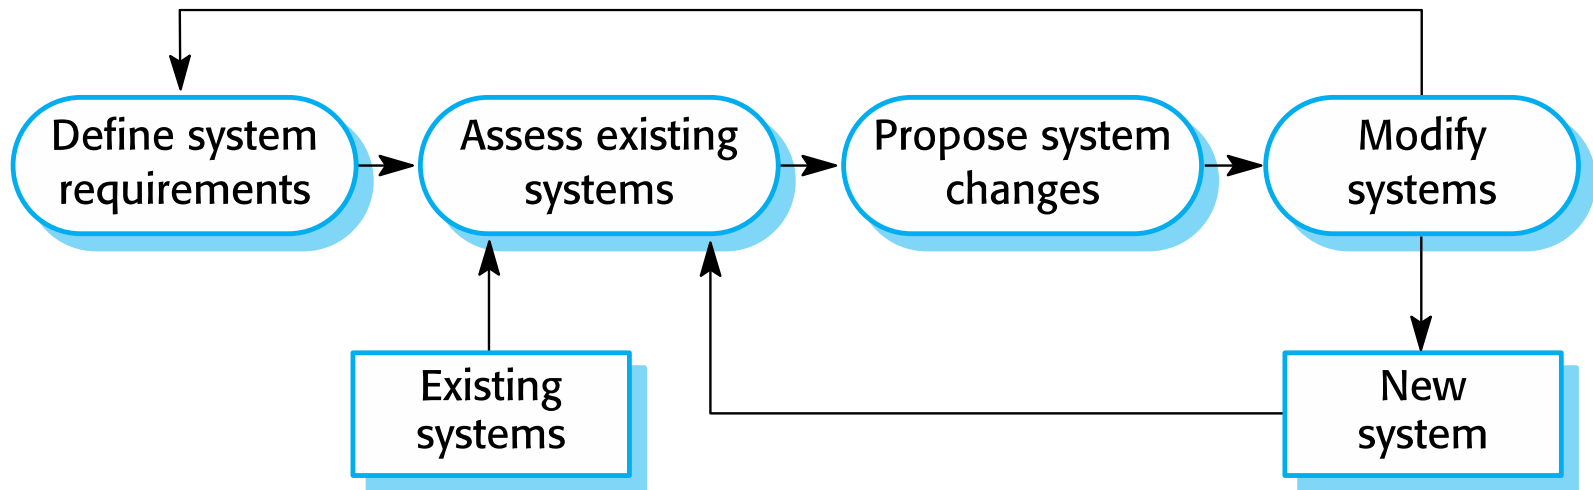 Define system
requirements
Assess existing
systems
Propose system
changes
Modify
systems
Existing
systems
New
system